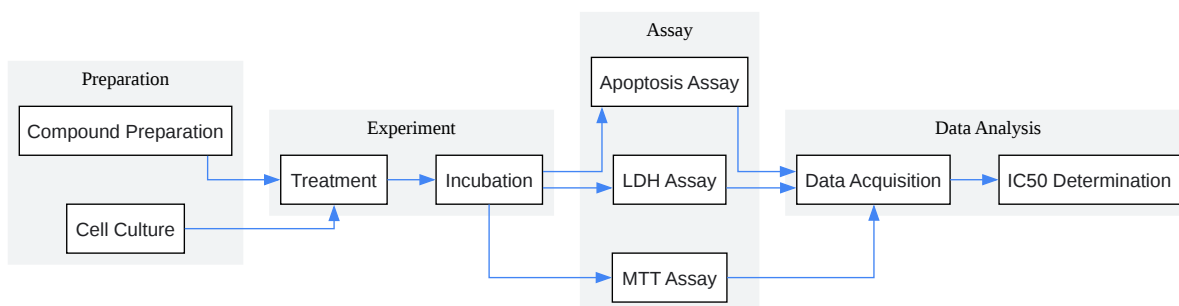 Preparation
Compound Preparation
Cell Culture
Experiment
Treatment
Incubation
Assay
Apoptosis Assay
LDH Assay
MTT Assay
Data Analysis
Data Acquisition
IC50 Determination